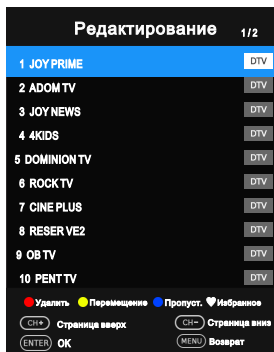 Редактирование 1/2
1 JOY PRIME DTV
2 ADOM TV DTV
3 JOY NEWS DTV
4 4KIDS DTV
5 DOMINION TV DTV
6 ROCK TV DTV
7 CINE PLUS DTV
8 RESER VE2 DTV
9 OB TV DTV
10 PENT TV DTV
Удалить Перемещение Пропуст. Избранное
CH+ Страница вверх CH− Страница вниз
ENTER OK MENU Возврат